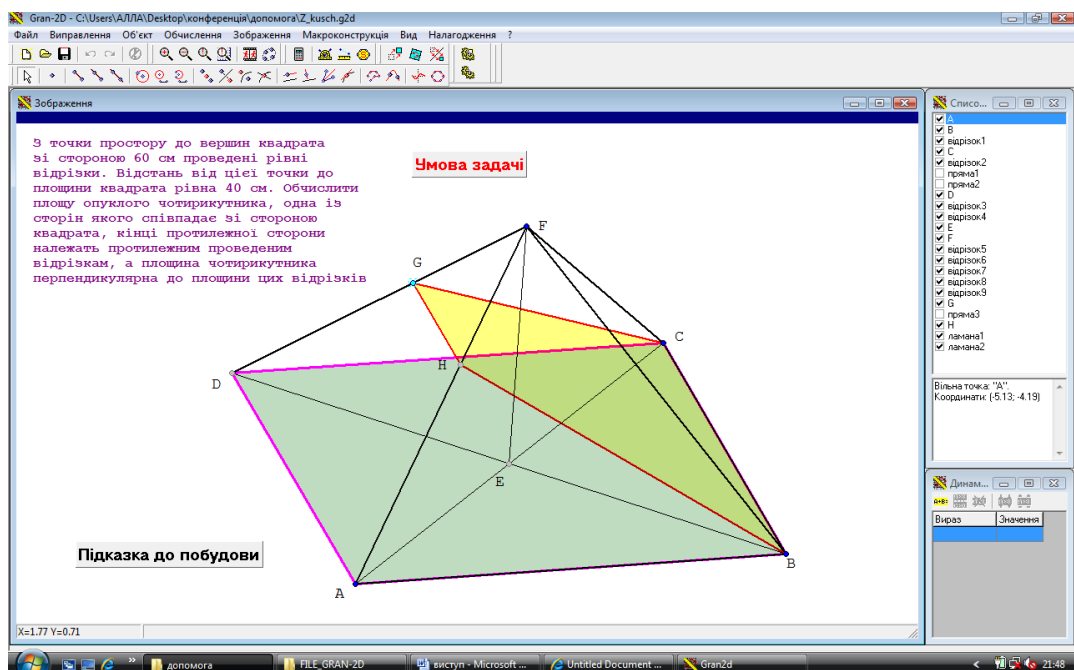 Gran-2D - C:\Users\АЛЛА\Desktop\конференція\допомога\Z_kusch.g2d
Файл Виправлення Об'єкт Обчислення Зображення Макроконструкція Вид Налагодження ?
Зображення
З точки простору до вершин квадрата
зі стороною 60 см проведені рівні
відрізки. Відстань від цієї точки до
площини квадрата рівна 40 см. Обчислити
площу опуклого чотирикутника, одна із
сторін якого співпадає зі стороною
квадрата, кінці протилежної сторони
належать протилежним проведеним
відрізкам, а площина чотирикутника
перпендикулярна до площини цих відрізків
Умова задачі
F
G
C
H
D
E
B
A
Підказка до побудови
X=1.77 Y=0.71
Списо...
A
B
відрізок1
C
відрізок2
пряма1
пряма2
D
відрізок3
відрізок4
E
F
відрізок5
відрізок6
відрізок7
відрізок8
відрізок9
G
пряма3
H
ламана1
ламана2
Вільна точка: "A".
Координати: (-5.13; -4.19)
Динам...
Вираз Значення
допомога
FILE_GRAN-2D
виступ - Microsoft ...
Untitled Document ...
Gran2d
21:48